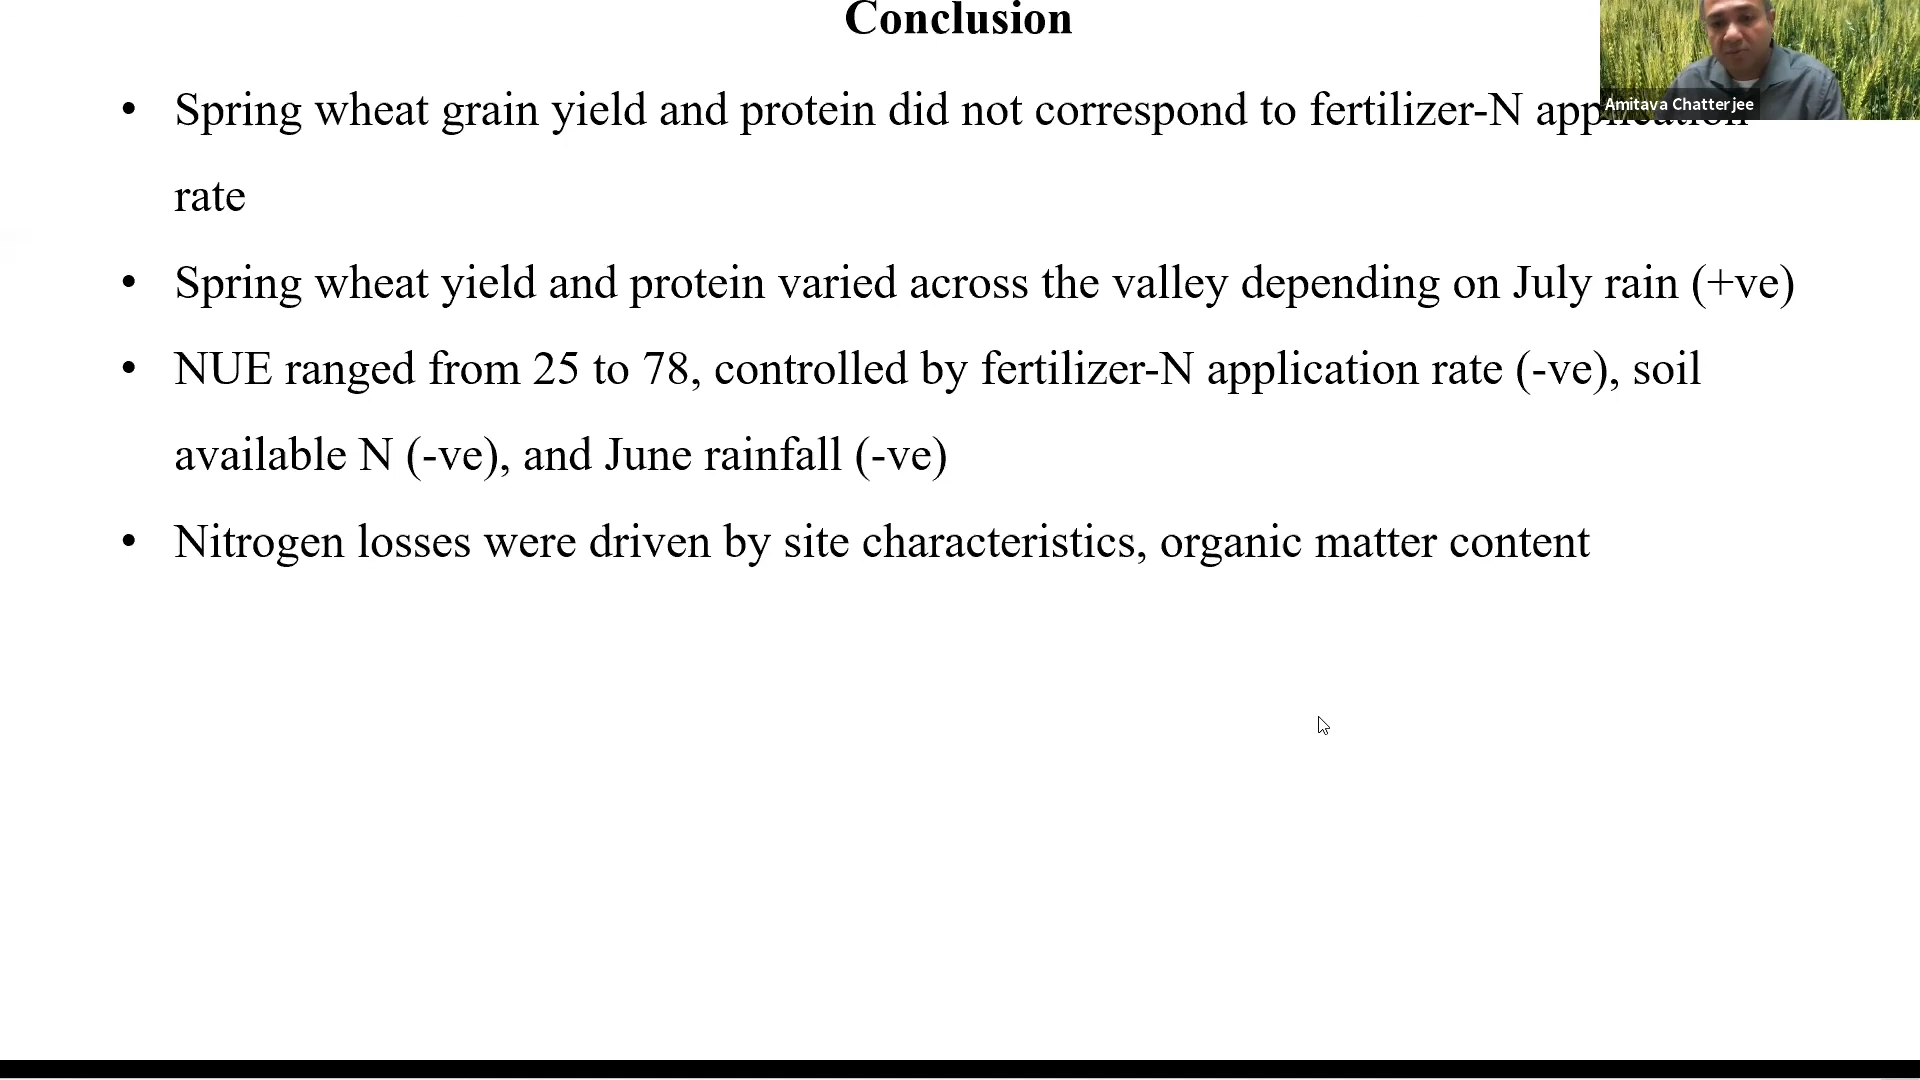 Conclusion
Amitava Chatterjee
• Spring wheat grain yield and protein did not correspond to fertilizer-N application
rate
• Spring wheat yield and protein varied across the valley depending on July rain (+ve)
• NUE ranged from 25 to 78, controlled by fertilizer-N application rate (-ve), soil
available N (-ve), and June rainfall (-ve)
• Nitrogen losses were driven by site characteristics, organic matter content